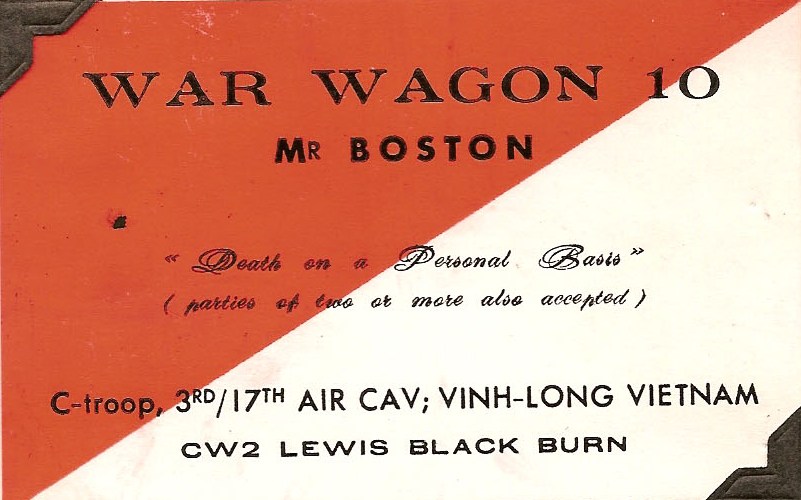 WAR WAGON 10
MR BOSTON
" Death on a Personal Basis "
( parties of two or more also accepted )
C-troop, 3RD/17TH AIR CAV; VINH-LONG VIETNAM
CW2 LEWIS BLACK BURN